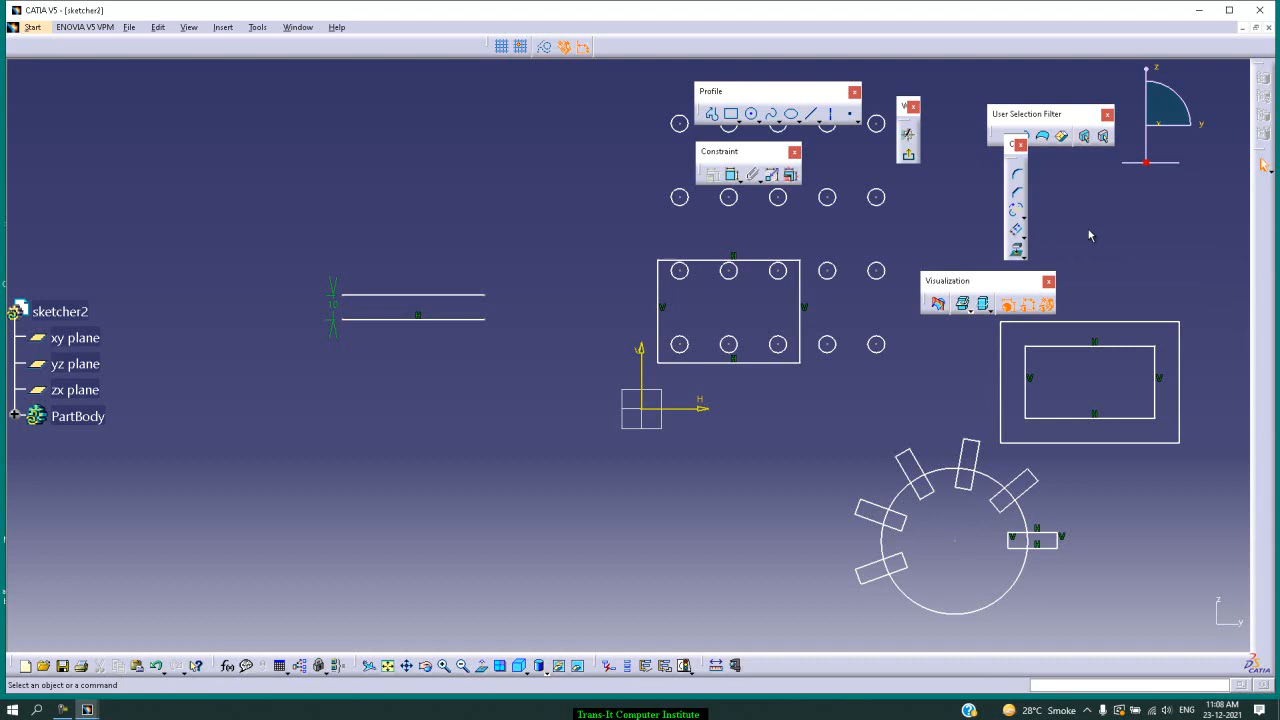 CATIA V5 - [sketcher2]
Start ENOVIA V5 VPM File Edit View Insert Tools Window Help
Profile
User Selection Filter
Constraint
Visualization
sketcher2
xy plane
yz plane
zx plane
PartBody
z
x
y
V
H
H
V
V
H
H
10
H
V
V
H
H
V
V
H
z
y
f(x)
CATIA
Select an object or a command
28°C Smoke
ENG
11:08 AM
23-12-2021
Trans-It Computer Institute